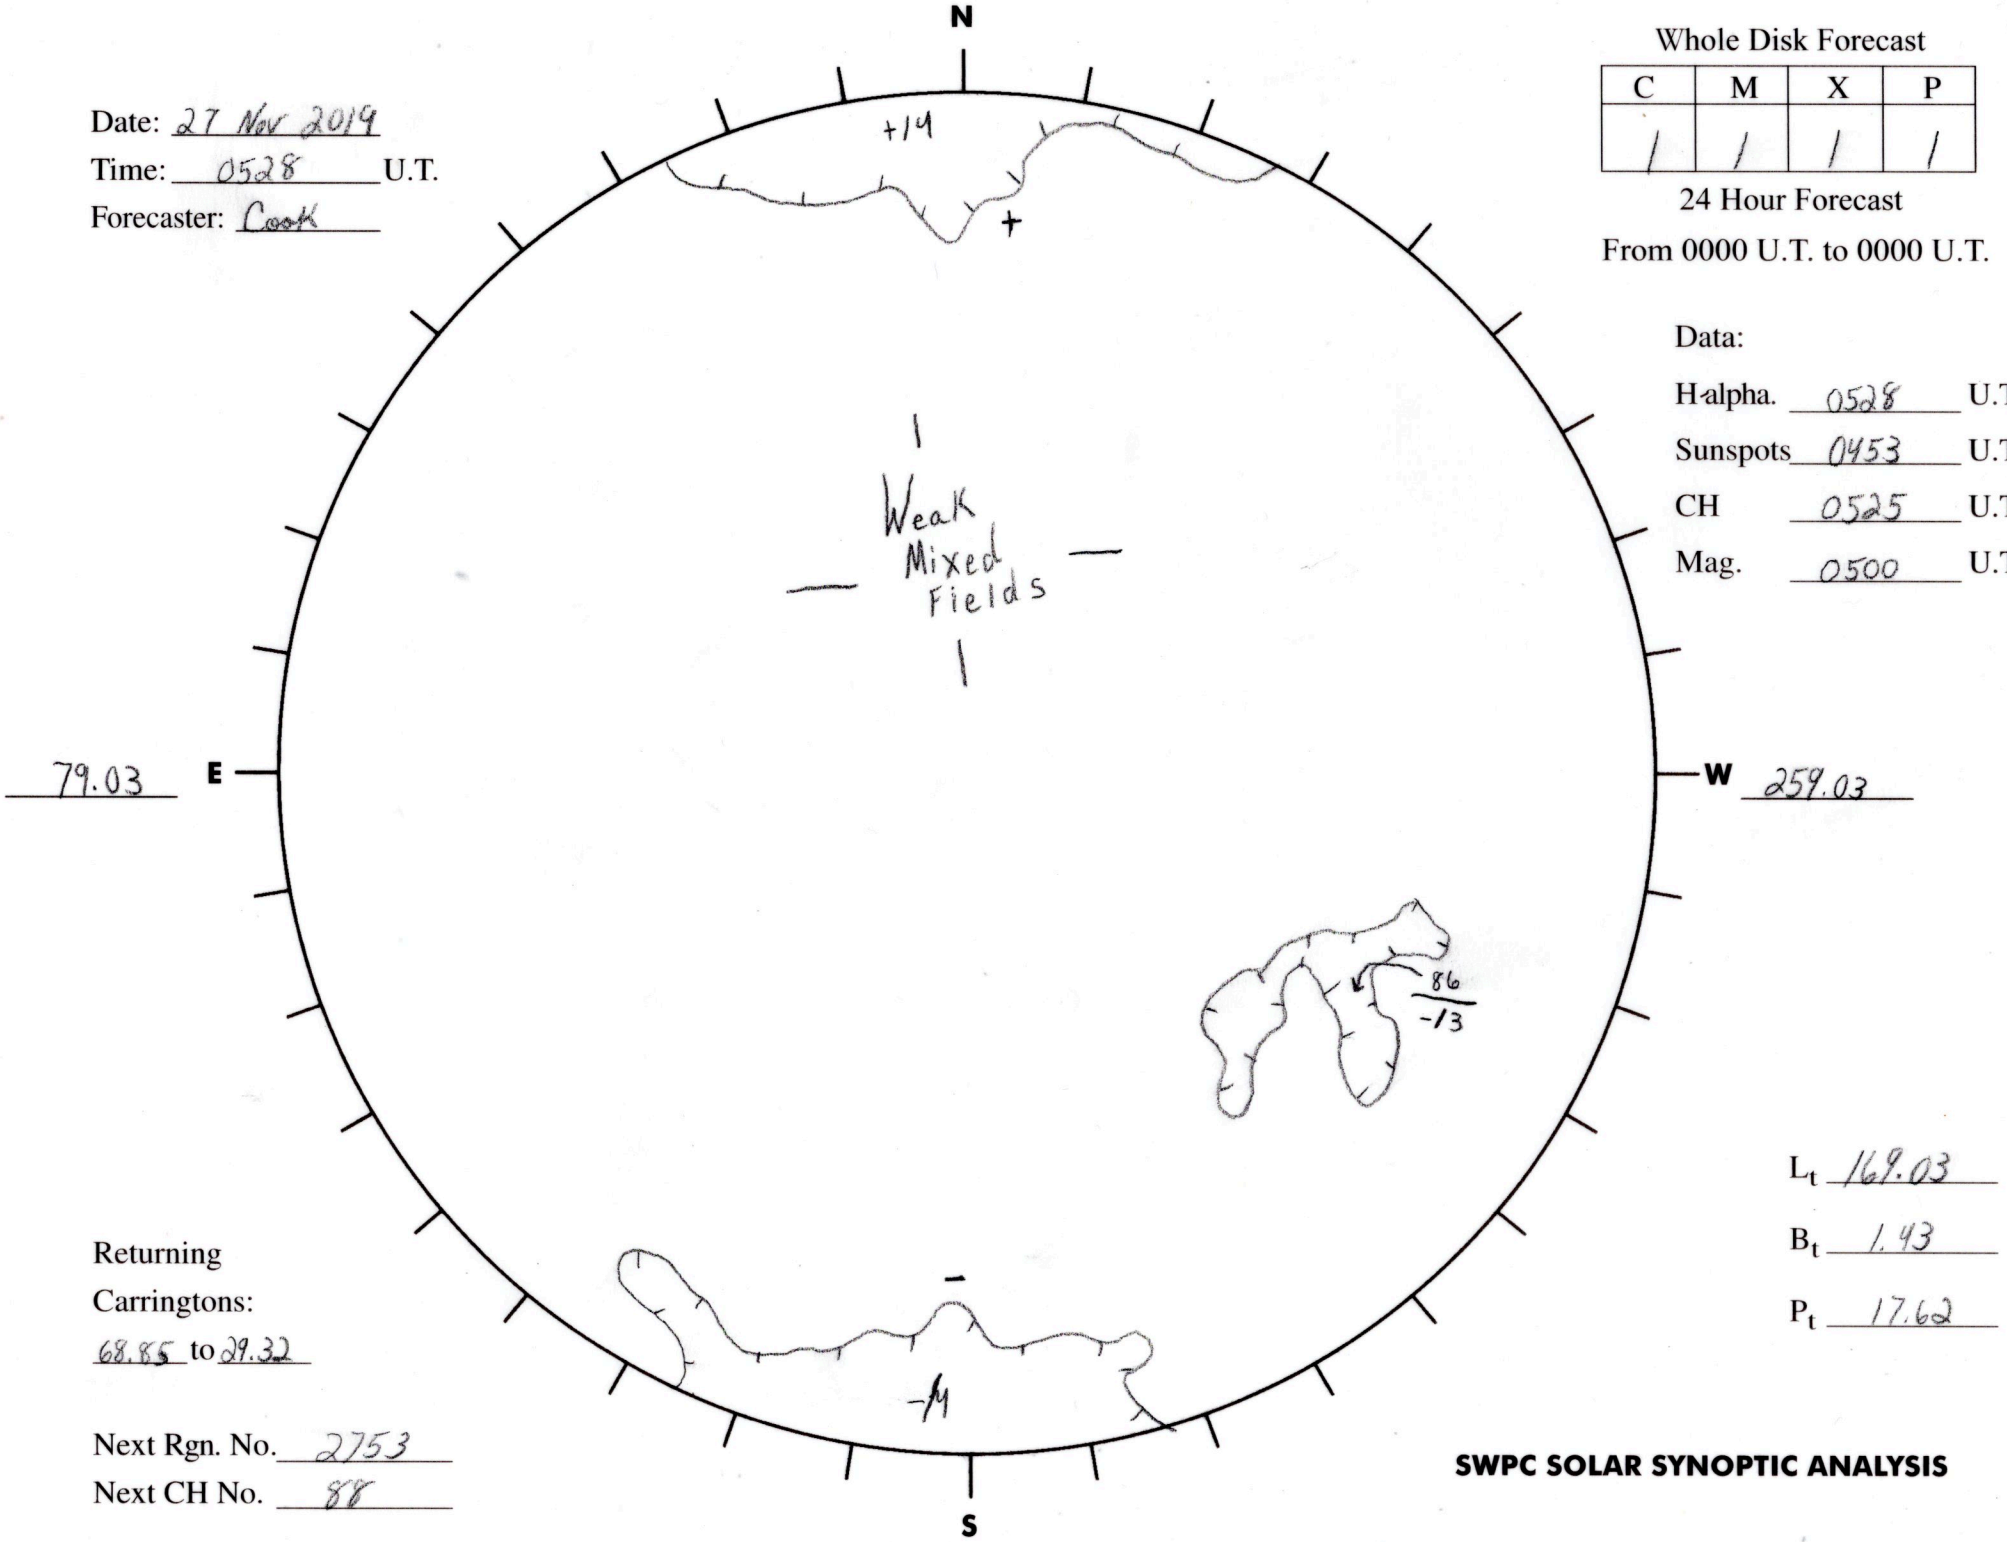 N
Whole Disk Forecast
C M X P
1 1 1 1
24 Hour Forecast
From 0000 U.T. to 0000 U.T.
Date: 27 Nov 2019
Time: 0528 U.T.
Forecaster: Cook
+14
+
Data:
H-alpha. 0528 U.T
Sunspots 0453 U.T
CH 0525 U.T
Mag. 0500 U.T
Weak
Mixed
Fields
79.03 E
W 259.03
86
-13
Lt 169.03
Bt 1.43
Pt 17.62
Returning
Carringtons:
68.85 to 29.32
-
-14
Next Rgn. No. 2753
Next CH No. 88
SWPC SOLAR SYNOPTIC ANALYSIS
S